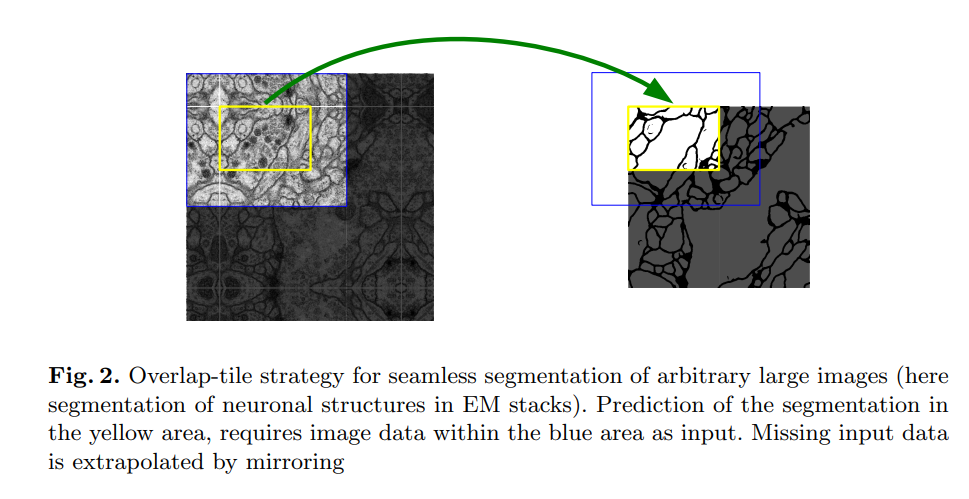 Fig. 2. Overlap-tile strategy for seamless segmentation of arbitrary large images (here
segmentation of neuronal structures in EM stacks). Prediction of the segmentation in
the yellow area, requires image data within the blue area as input. Missing input data
is extrapolated by mirroring